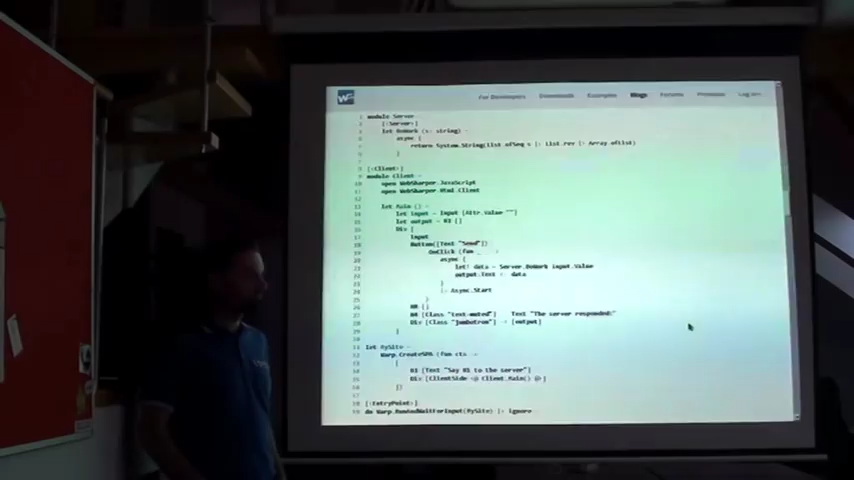 For Developers Downloads Examples Blogs Forums Log In
module Server =
[<Server>]
let DoWork (s: string) =
async {
return System.String(List.ofSeq s |> List.rev |> Array.ofList)
}
[<Client>]
module Client =
open WebSharper.JavaScript
open WebSharper.Html.Client
let Main () =
let input = Input [Attr.Value ""]
let output = H1 []
Div [
Input
Button([Text "Send"])
OnClick (fun _ _
async {
let! data = Server.DoWork input.Value
output.Text <- data
}
|> Async.Start
)
HR []
H4 [Class "text-muted"] Text "The server responded:"
Div [Class "jumbotron"] [output]
]
let MySite =
Warp.CreateSPA (fun ctx ->
[
H1 [Text "Say Hi to the server"]
Div [ClientSide <@ Client.Main() @>]
])
[<EntryPoint>]
do Warp.RunAndWaitForInput(MySite) |> ignore